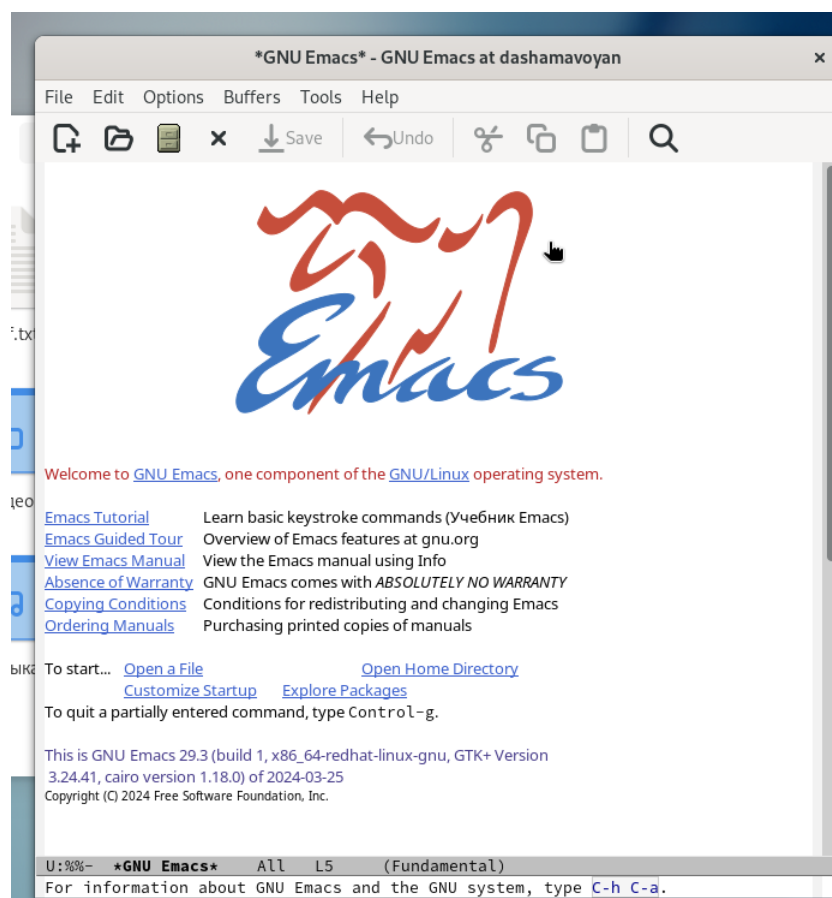 *GNU Emacs* - GNU Emacs at dashamavoyan
File Edit Options Buffers Tools Help
Save Undo
Emacs
Welcome to GNU Emacs, one component of the GNU/Linux operating system.
Emacs Tutorial Learn basic keystroke commands (Учебник Emacs)
Emacs Guided Tour Overview of Emacs features at gnu.org
View Emacs Manual View the Emacs manual using Info
Absence of Warranty GNU Emacs comes with ABSOLUTELY NO WARRANTY
Copying Conditions Conditions for redistributing and changing Emacs
Ordering Manuals Purchasing printed copies of manuals
To start... Open a File Open Home Directory
Customize Startup Explore Packages
To quit a partially entered command, type Control-g.
This is GNU Emacs 29.3 (build 1, x86_64-redhat-linux-gnu, GTK+ Version
3.24.41, cairo version 1.18.0) of 2024-03-25
Copyright (C) 2024 Free Software Foundation, Inc.
U:%%- *GNU Emacs* All L5 (Fundamental)
For information about GNU Emacs and the GNU system, type C-h C-a.